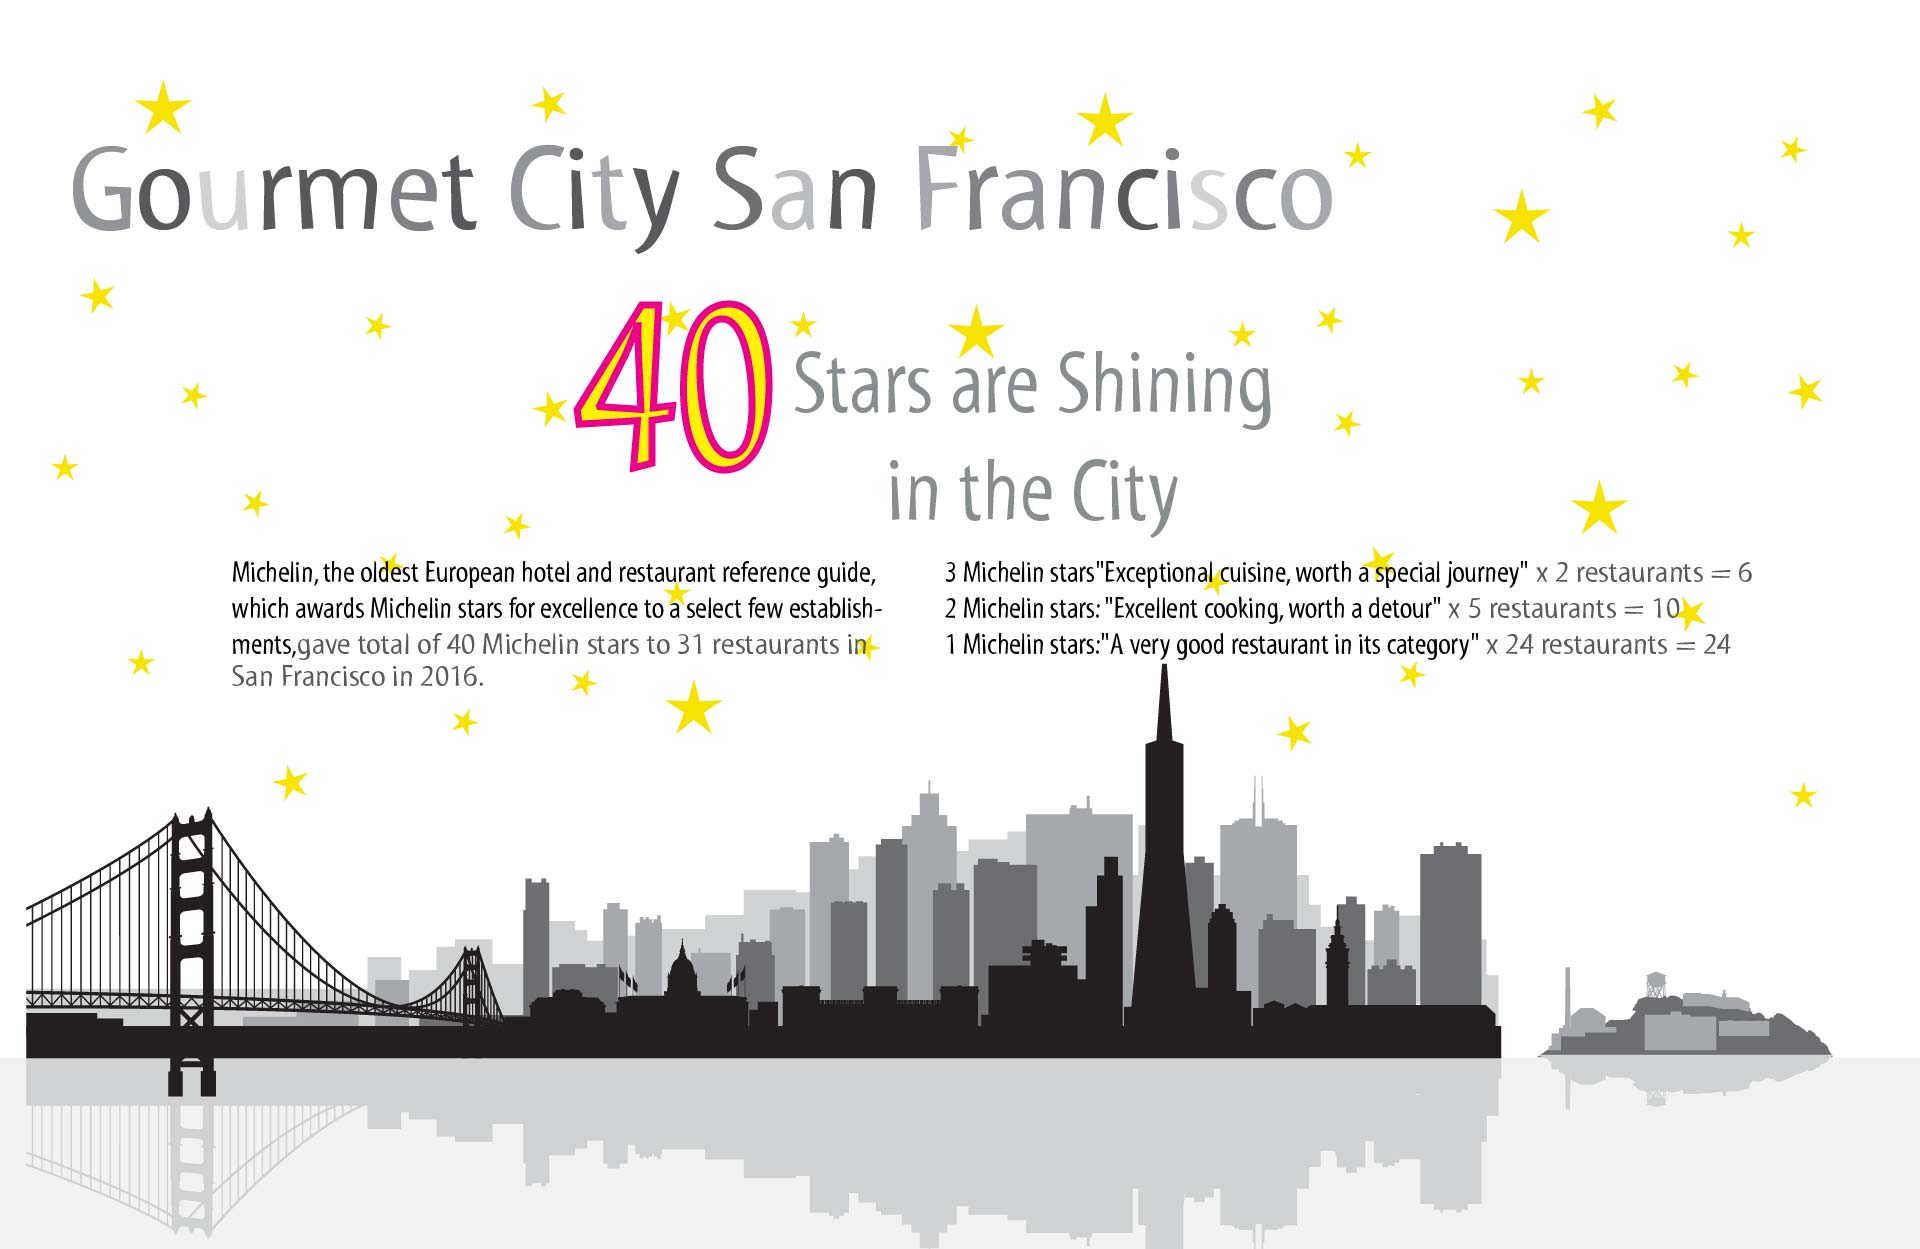 Gourmet City San Francisco
40 Stars are Shining
in the City
Michelin, the oldest European hotel and restaurant reference guide,
which awards Michelin stars for excellence to a select few establish-
ments,gave total of 40 Michelin stars to 31 restaurants in
San Francisco in 2016.
3 Michelin stars"Exceptional cuisine, worth a special journey" x 2 restaurants = 6
2 Michelin stars: "Excellent cooking, worth a detour" x 5 restaurants = 10
1 Michelin stars:"A very good restaurant in its category" x 24 restaurants = 24